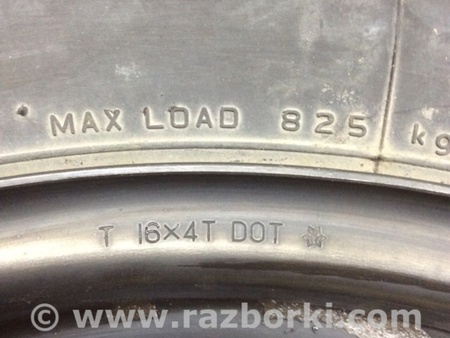 MAX LOAD 825 kg
T 16×4T DOT
© www.razborki.com